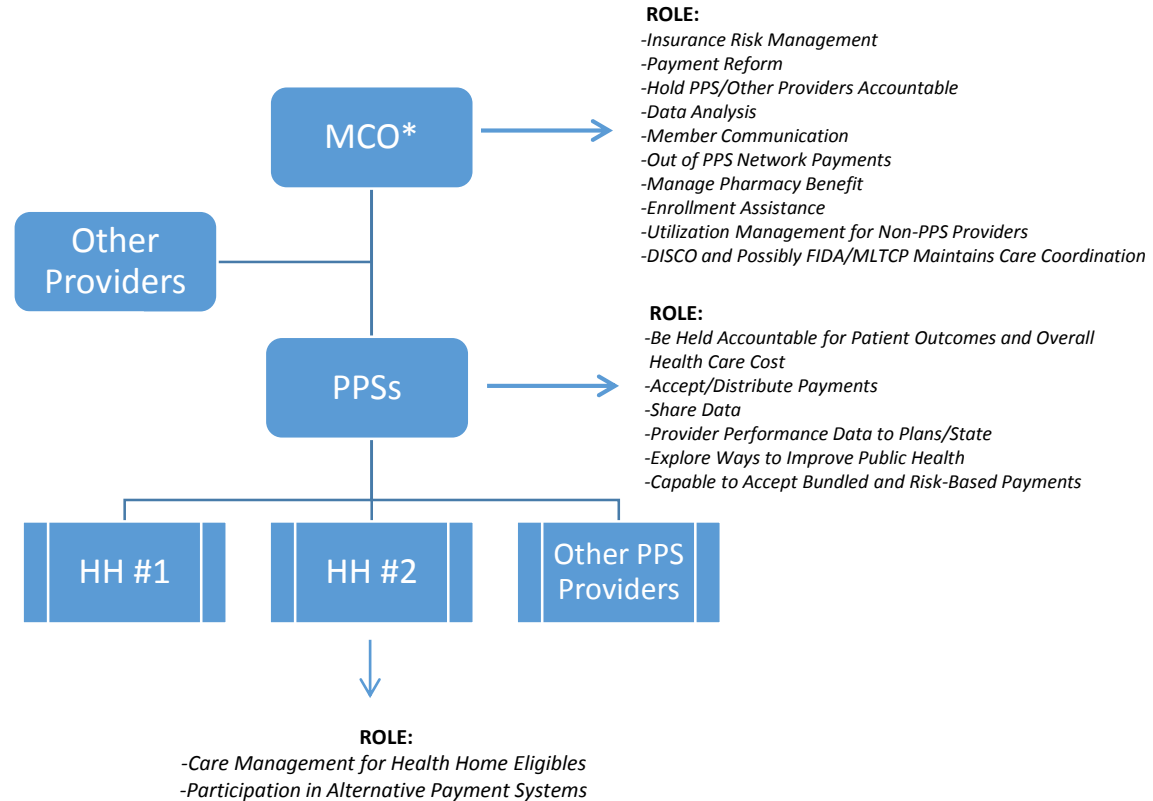 MCO*
ROLE:
-Insurance Risk Management
-Payment Reform
-Hold PPS/Other Providers Accountable
-Data Analysis
-Member Communication
-Out of PPS Network Payments
-Manage Pharmacy Benefit
-Enrollment Assistance
-Utilization Management for Non-PPS Providers
-DISCO and Possibly FIDA/MLTCP Maintains Care Coordination
Other
Providers
PPSs
ROLE:
-Be Held Accountable for Patient Outcomes and Overall
Health Care Cost
-Accept/Distribute Payments
-Share Data
-Provider Performance Data to Plans/State
-Explore Ways to Improve Public Health
-Capable to Accept Bundled and Risk-Based Payments
HH #1
HH #2
Other PPS
Providers
ROLE:
-Care Management for Health Home Eligibles
-Participation in Alternative Payment Systems